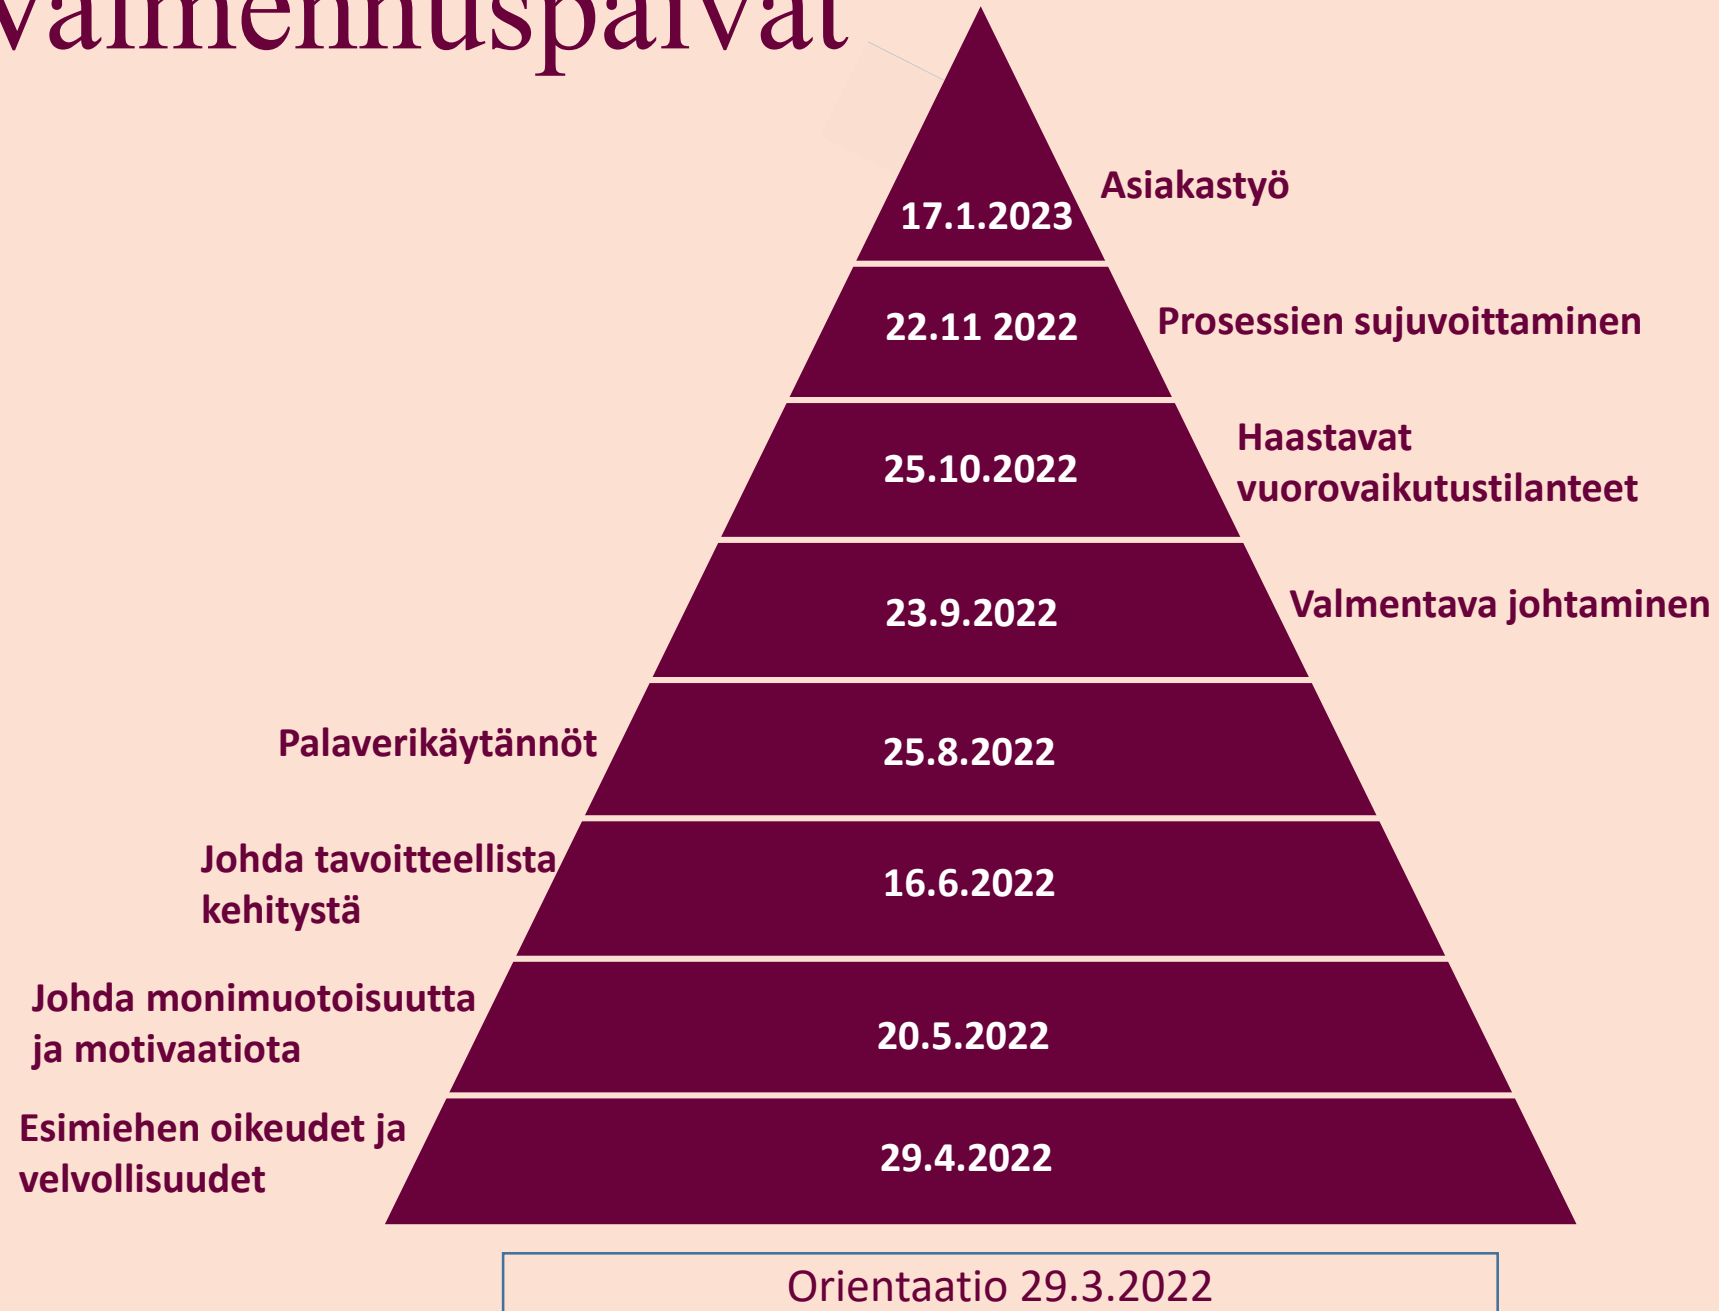 Valmennuspäivät
Asiakastyö
17.1.2023
22.11 2022
Prosessien sujuvoittaminen
25.10.2022
Haastavat
vuorovaikutustilanteet
23.9.2022
Valmentava johtaminen
Palaverikäytännöt
25.8.2022
Johda tavoitteellista
kehitystä
16.6.2022
Johda monimuotoisuutta
ja motivaatiota
20.5.2022
Esimiehen oikeudet ja
velvollisuudet
29.4.2022
Orientaatio 29.3.2022